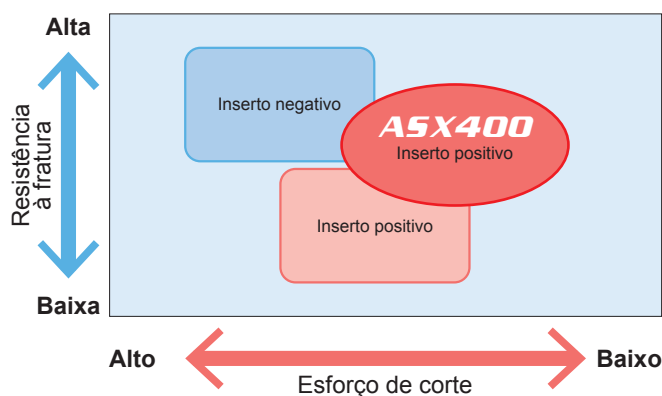 Alta
Resistência
à fratura
Baixa
Inserto negativo
ASX400
Inserto positivo
Inserto positivo
Alto
Baixo
Esforço de corte